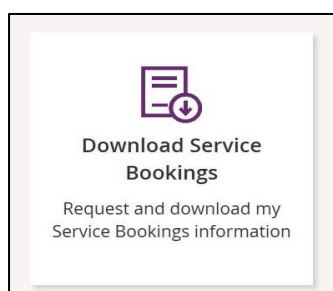 Download Service
Bookings
Request and download my
Service Bookings information